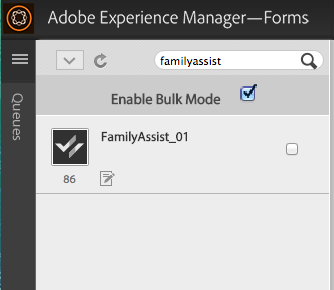 Adobe Experience Manager—Forms
familyassist
Queues
Enable Bulk Mode
FamilyAssist_01
86